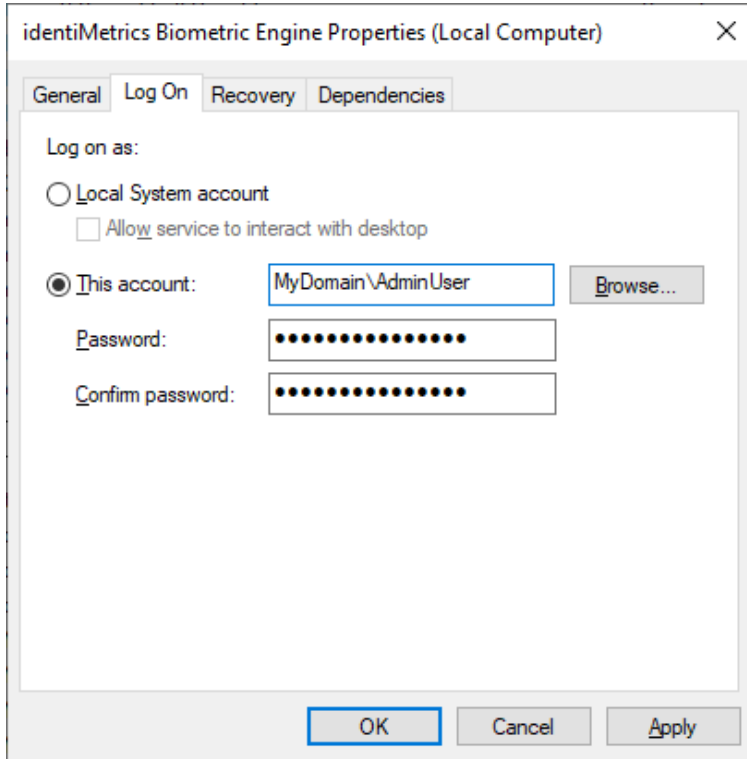 identiMetrics Biometric Engine Properties (Local Computer)
General Log On Recovery Dependencies
Log on as:
Local System account
Allow service to interact with desktop
This account: MyDomain\AdminUser Browse...
Password: •••••••••••••••
Confirm password: •••••••••••••••
OK Cancel Apply